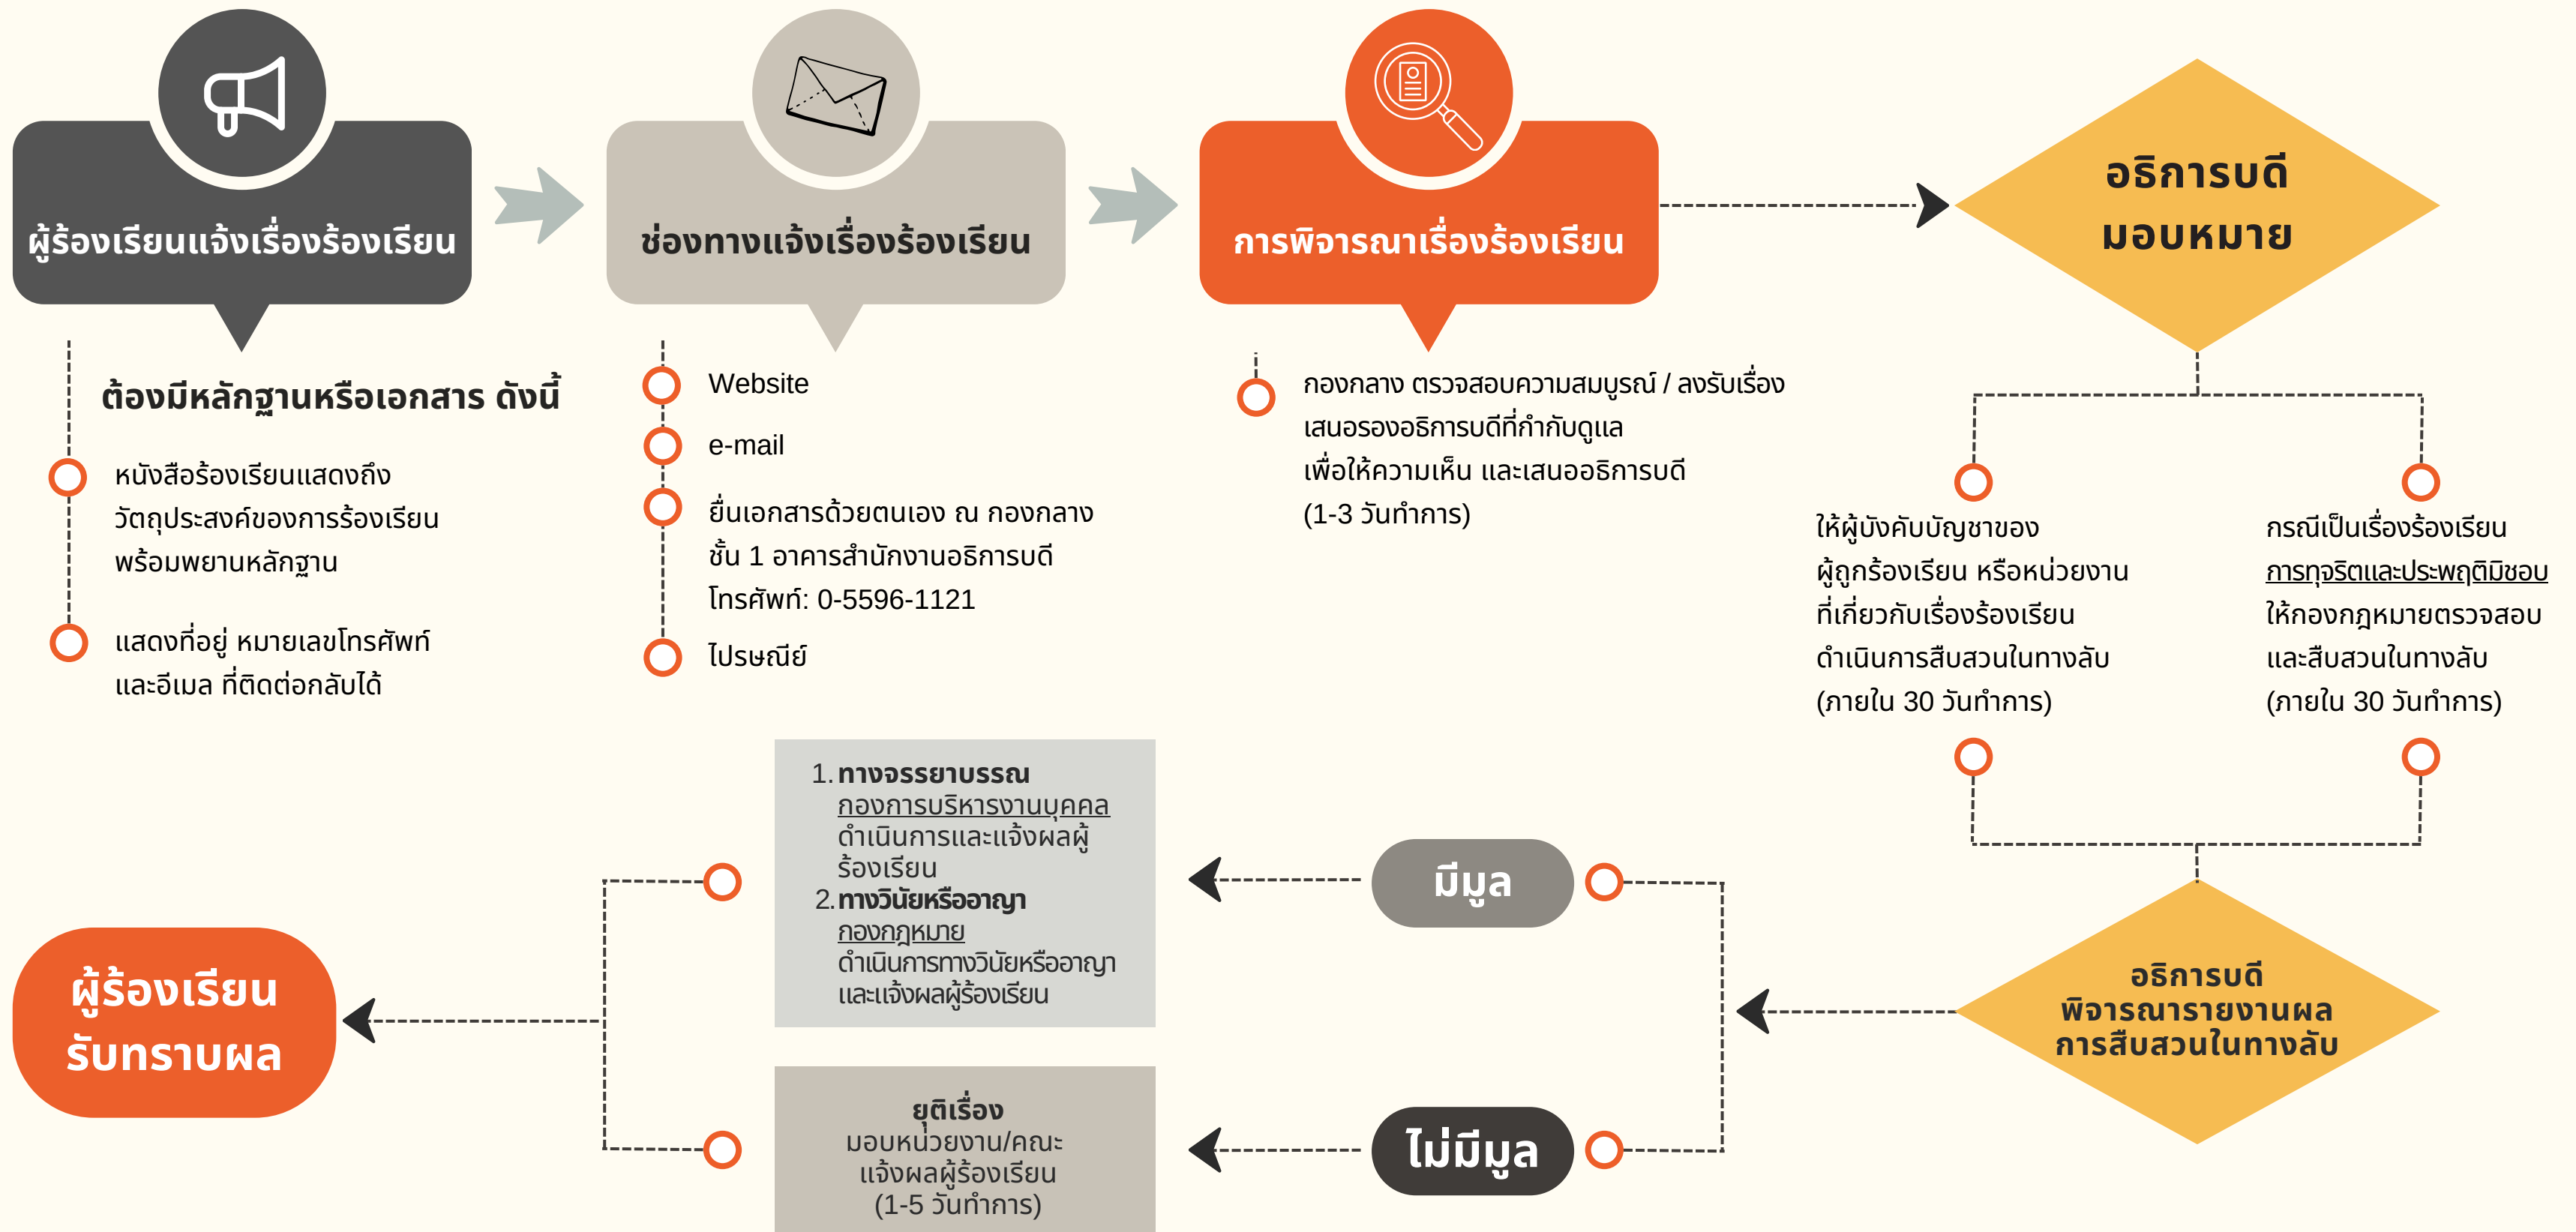 ผู้ร้องเรียนแจ้งเรื่องร้องเรียน
ต้องมีหลักฐานหรือเอกสาร ดังนี้
หนังสือร้องเรียนแสดงถึง
วัตถุประสงค์ของการร้องเรียน
พร้อมพยานหลักฐาน
แสดงที่อยู่ หมายเลขโทรศัพท์
และอีเมล ที่ติดต่อกลับได้
ช่องทางแจ้งเรื่องร้องเรียน
Website
e-mail
ยื่นเอกสารด้วยตนเอง ณ กองกลาง
ชั้น 1 อาคารสำนักงานอธิการบดี
โทรศัพท์: 0-5596-1121
ไปรษณีย์
การพิจารณาเรื่องร้องเรียน
กองกลาง ตรวจสอบความสมบูรณ์ / ลงรับเรื่อง
เสนอรองอธิการบดีที่กำกับดูแล
เพื่อให้ความเห็น และเสนออธิการบดี
(1-3 วันทำการ)
อธิการบดี
มอบหมาย
ให้ผู้บังคับบัญชาของ
ผู้ถูกร้องเรียน หรือหน่วยงาน
ที่เกี่ยวกับเรื่องร้องเรียน
ดำเนินการสืบสวนในทางลับ
(ภายใน 30 วันทำการ)
กรณีเป็นเรื่องร้องเรียน
การทุจริตและประพฤติมิชอบ
ให้กองกฎหมายตรวจสอบ
และสืบสวนในทางลับ
(ภายใน 30 วันทำการ)
อธิการบดี
พิจารณารายงานผล
การสืบสวนในทางลับ
มีมูล
1. ทางจรรยาบรรณ
กองการบริหารงานบุคคล
ดำเนินการและแจ้งผลผู้
ร้องเรียน
2. ทางวินัยหรืออาญา
กองกฎหมาย
ดำเนินการทางวินัยหรืออาญา
และแจ้งผลผู้ร้องเรียน
ไม่มีมูล
ยุติเรื่อง
มอบหน่วยงาน/คณะ
แจ้งผลผู้ร้องเรียน
(1-5 วันทำการ)
ผู้ร้องเรียน
รับทราบผล